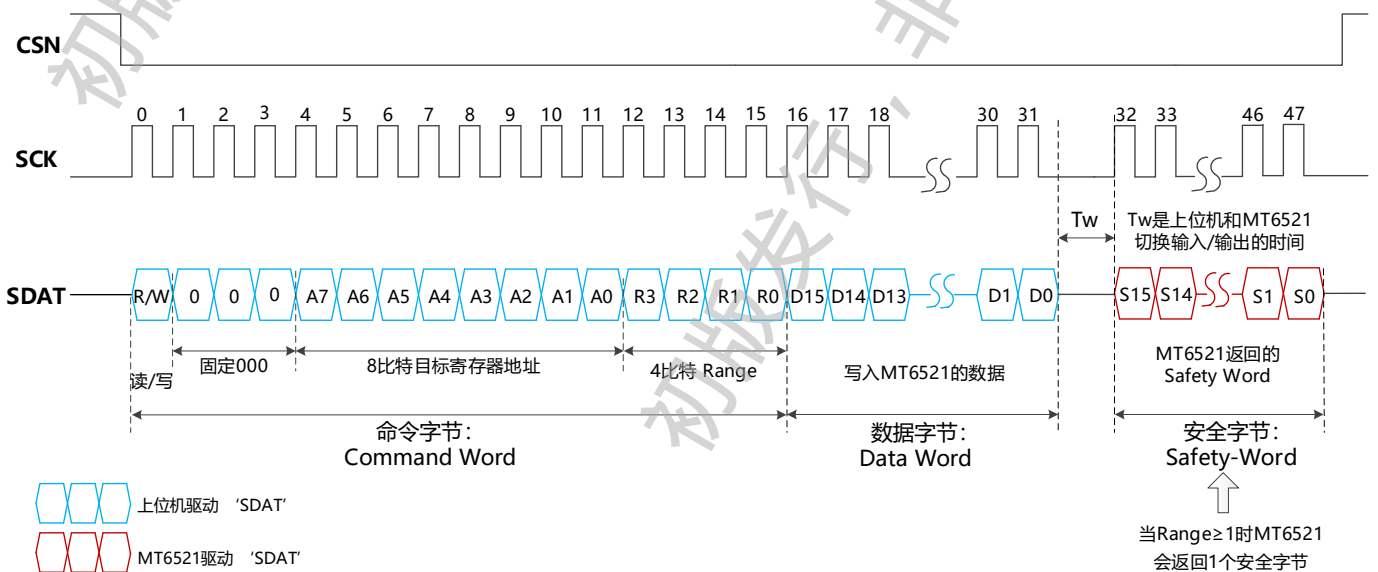 CSN
0 1 2 3 4 5 6 7 8 9 10 11 12 13 14 15 16 17 18 30 31 32 33 46 47
SCK
Tw
Tw是上位机和MT6521
切换输入/输出的时间
SDAT
R/W 0 0 0 A7 A6 A5 A4 A3 A2 A1 A0 R3 R2 R1 R0 D15 D14 D13 D1 D0 S15 S14 S1 S0
读/写
固定000
8比特目标寄存器地址
4比特 Range
写入MT6521的数据
MT6521返回的
Safety Word
命令字节：
Command Word
数据字节：
Data Word
安全字节：
Safety-Word
上位机驱动 ‘SDAT’
MT6521驱动 ‘SDAT’
当Range≥1时MT6521
会返回1个安全字节
初版发行，非